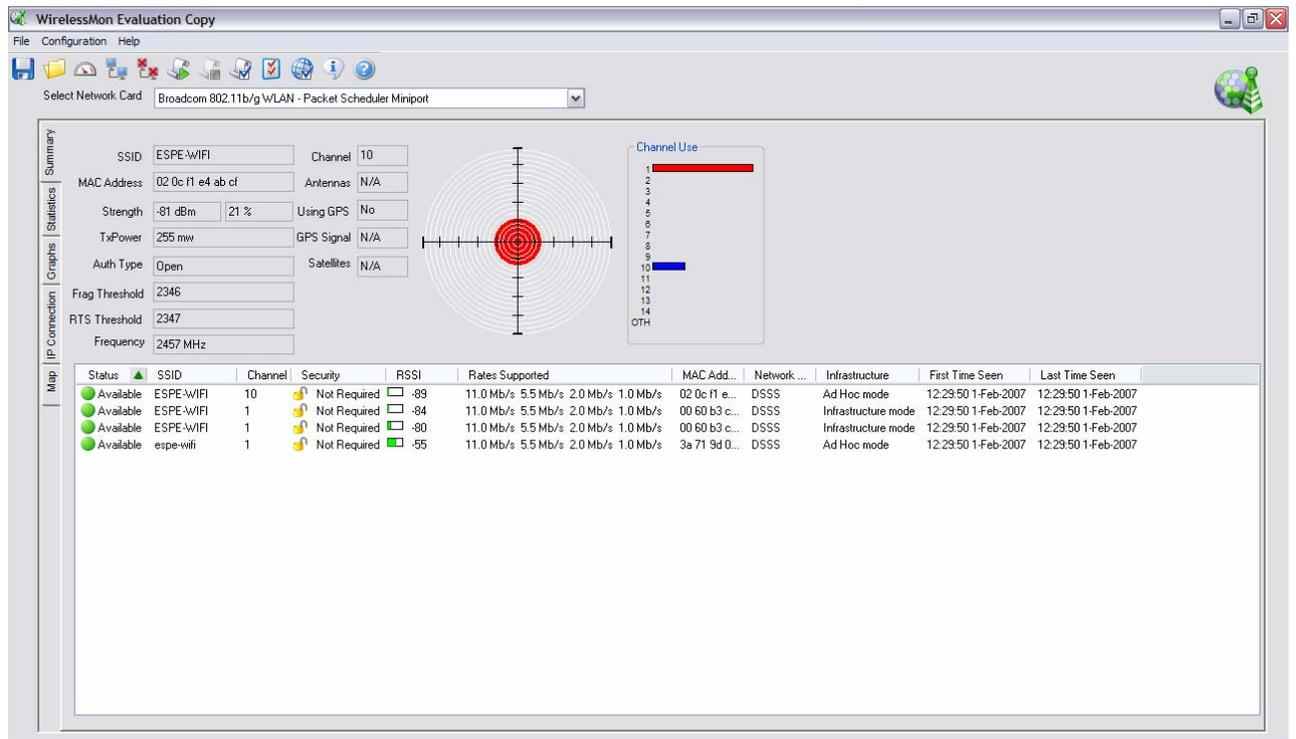 WirelessMon Evaluation Copy
File Configuration Help
Select Network Card Broadcom 802.11b/g WLAN - Packet Scheduler Miniport
Summary
Statistics
Graphs
IP Connection
Map
SSID ESPE-WIFI Channel 10
MAC Address 02 0c f1 e4 ab cf Antennas N/A
Strength -81 dBm 21 % Using GPS No
TxPower 255 mw GPS Signal N/A
Auth Type Open Satellites N/A
Frag Threshold 2346
RTS Threshold 2347
Frequency 2457 MHz
Channel Use
1
2
3
4
5
6
7
8
9
10
11
12
13
14
OTH
Status SSID Channel Security RSSI Rates Supported MAC Add... Network ... Infrastructure First Time Seen Last Time Seen
Available ESPE-WIFI 10 Not Required -89 11.0 Mb/s 5.5 Mb/s 2.0 Mb/s 1.0 Mb/s 02 0c f1 e... DSSS Ad Hoc mode 12:29:50 1-Feb-2007 12:29:50 1-Feb-2007
Available ESPE-WIFI 1 Not Required -84 11.0 Mb/s 5.5 Mb/s 2.0 Mb/s 1.0 Mb/s 00 60 b3 c... DSSS Infrastructure mode 12:29:50 1-Feb-2007 12:29:50 1-Feb-2007
Available ESPE-WIFI 1 Not Required -80 11.0 Mb/s 5.5 Mb/s 2.0 Mb/s 1.0 Mb/s 00 60 b3 c... DSSS Infrastructure mode 12:29:50 1-Feb-2007 12:29:50 1-Feb-2007
Available espe-wifi 1 Not Required -55 11.0 Mb/s 5.5 Mb/s 2.0 Mb/s 1.0 Mb/s 3a 71 9d 0... DSSS Ad Hoc mode 12:29:50 1-Feb-2007 12:29:50 1-Feb-2007